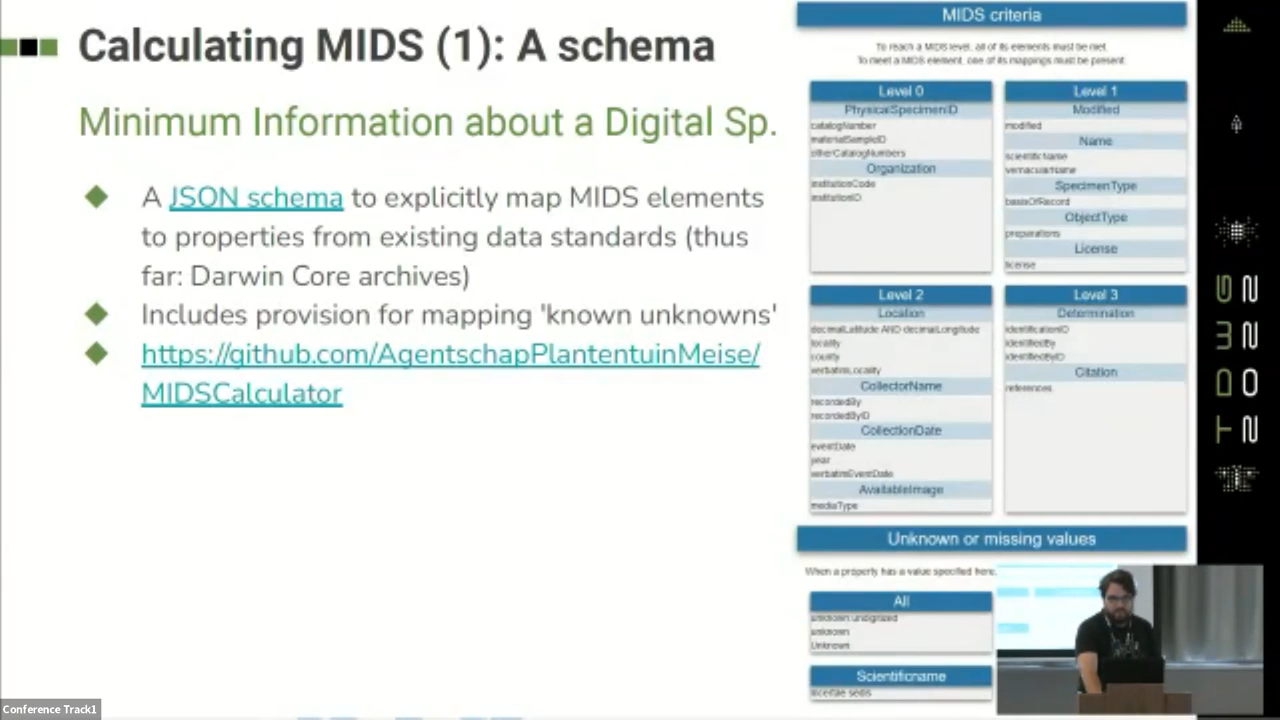 Calculating MIDS (1): A schema
Minimum Information about a Digital Sp.
A JSON schema to explicitly map MIDS elements
to properties from existing data standards (thus
far: Darwin Core archives)
Includes provision for mapping 'known unknowns'
https://github.com/AgentschapPlantentuinMeise/
MIDSCalculator
MIDS criteria
To reach a MIDS level, all of its elements must be met.
To meet a MIDS element, one of its mappings must be present.
Level 0
PhysicalSpecimenID
catalogNumber
materialSampleID
otherCatalogNumbers
Organization
institutionCode
institutionID
Level 1
Modified
modified
Name
scientificName
vernacularName
SpecimenType
basisOfRecord
ObjectType
preparations
License
license
Level 2
Location
decimalLatitude AND decimalLongitude
locality
county
verbatimLocality
CollectorName
recordedBy
recordedByID
CollectionDate
eventDate
year
verbatimEventDate
AvailableImage
mediaType
Level 3
Determination
identificationID
identifiedBy
identifiedByID
Citation
references
Unknown or missing values
When a property has a value specified here,
All
unknown:undigitized
unknown
Unknown
Scientificname
incertae sedis
TDWG
2023
Conference Track1